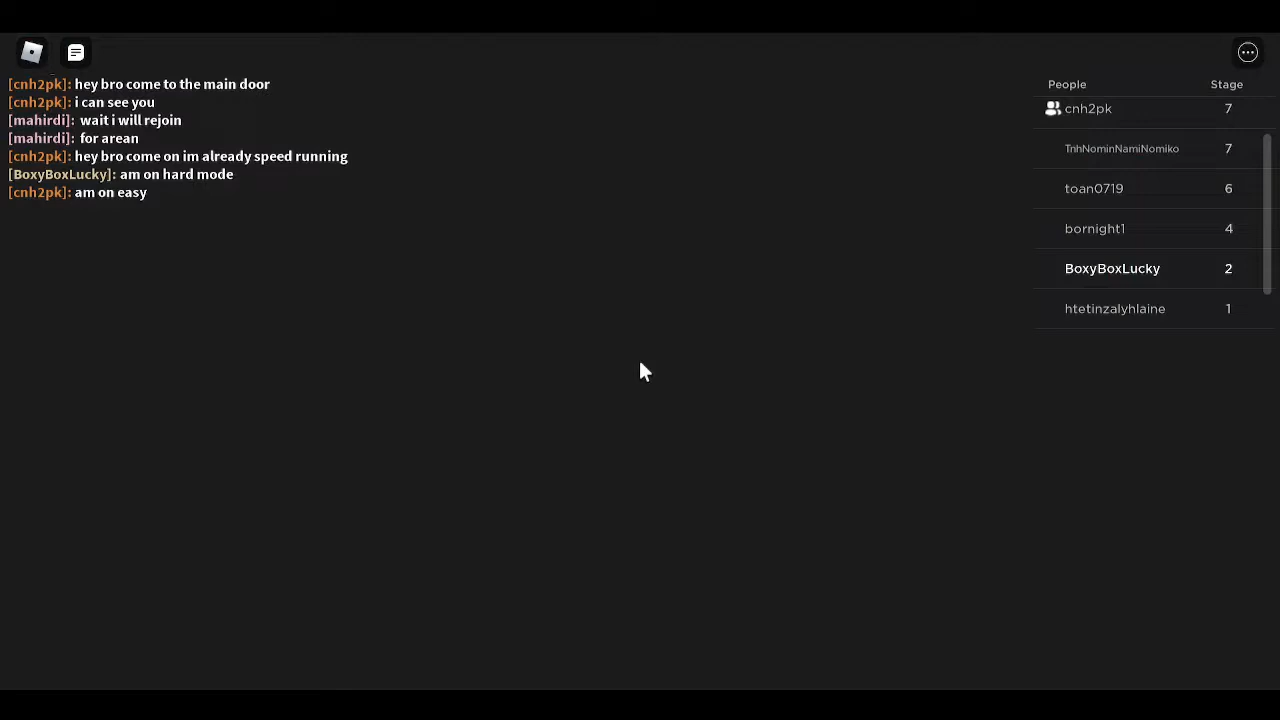 [cnh2pk]: hey bro come to the main door
[cnh2pk]: i can see you
[mahirdi]: wait i will rejoin
[mahirdi]: for arean
[cnh2pk]: hey bro come on im already speed running
[BoxyBoxLucky]: am on hard mode
[cnh2pk]: am on easy
People Stage
cnh2pk 7
TnhNominNamiNomiko 7
toan0719 6
bornight1 4
BoxyBoxLucky 2
htetinzalyhlaine 1